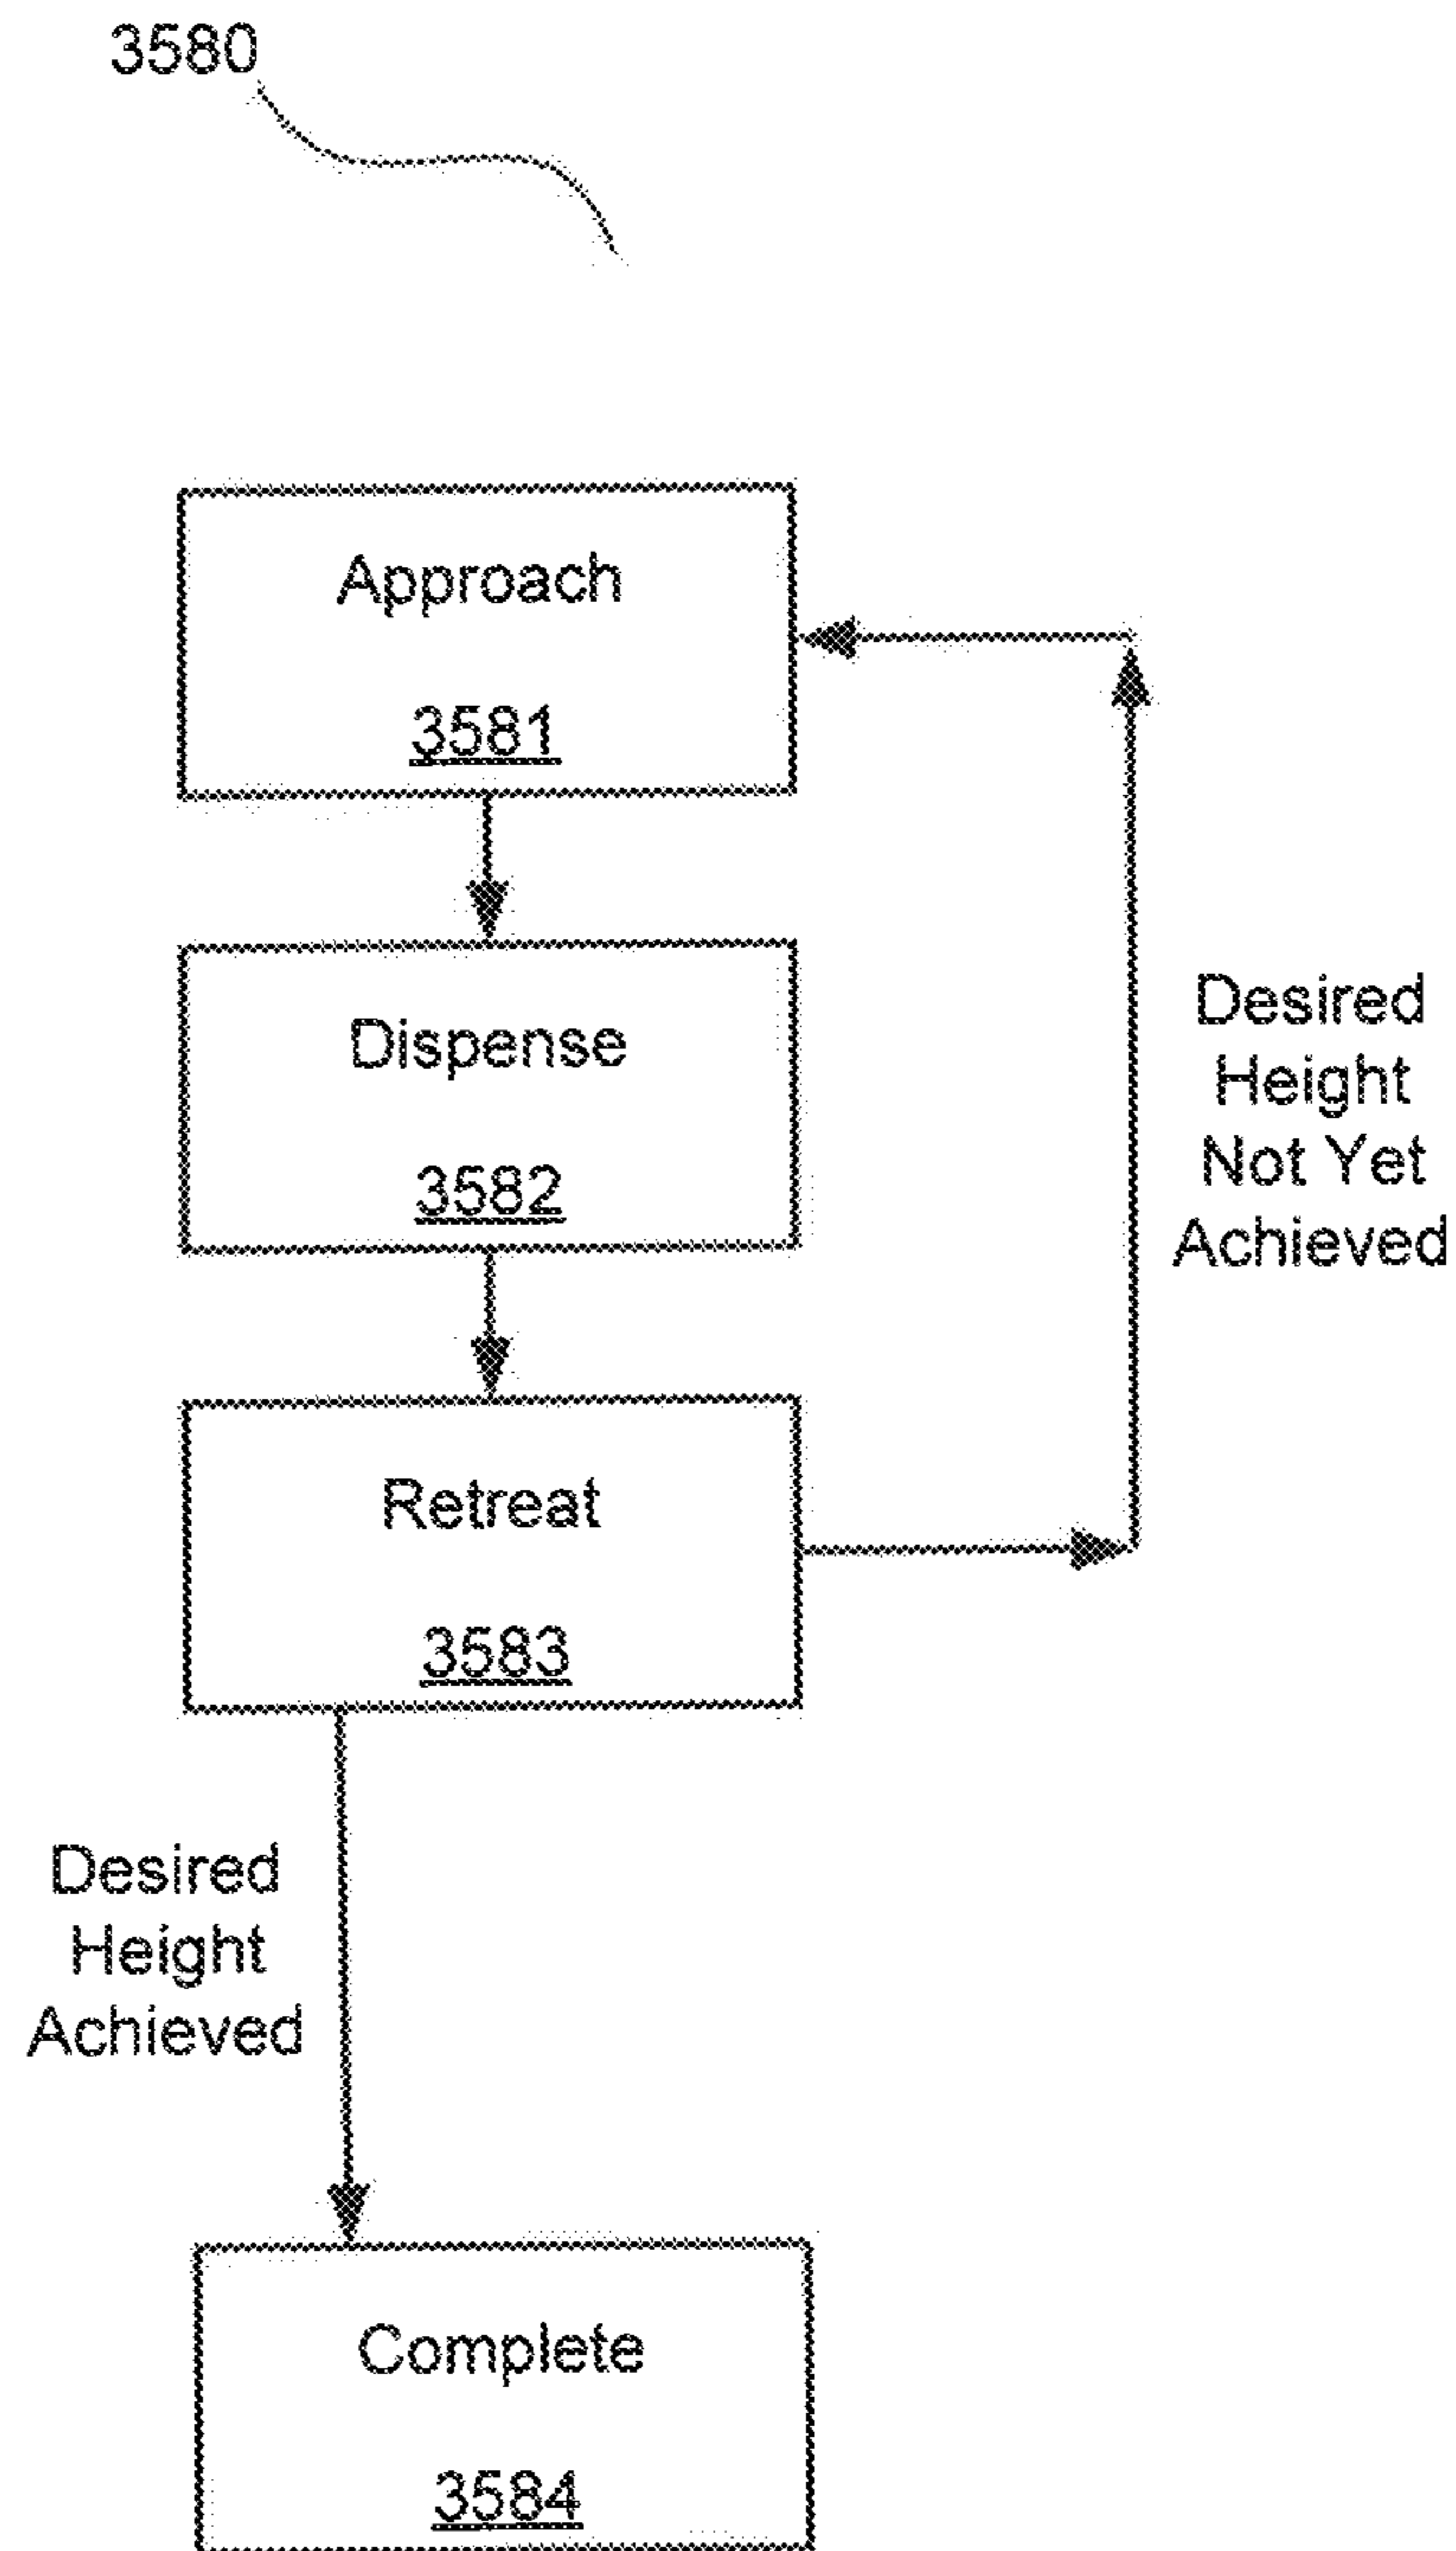 3580
Approach
3581
Dispense
3582
Desired
Height
Not Yet
Achieved
Retreat
3583
Desired
Height
Achieved
Complete
3584